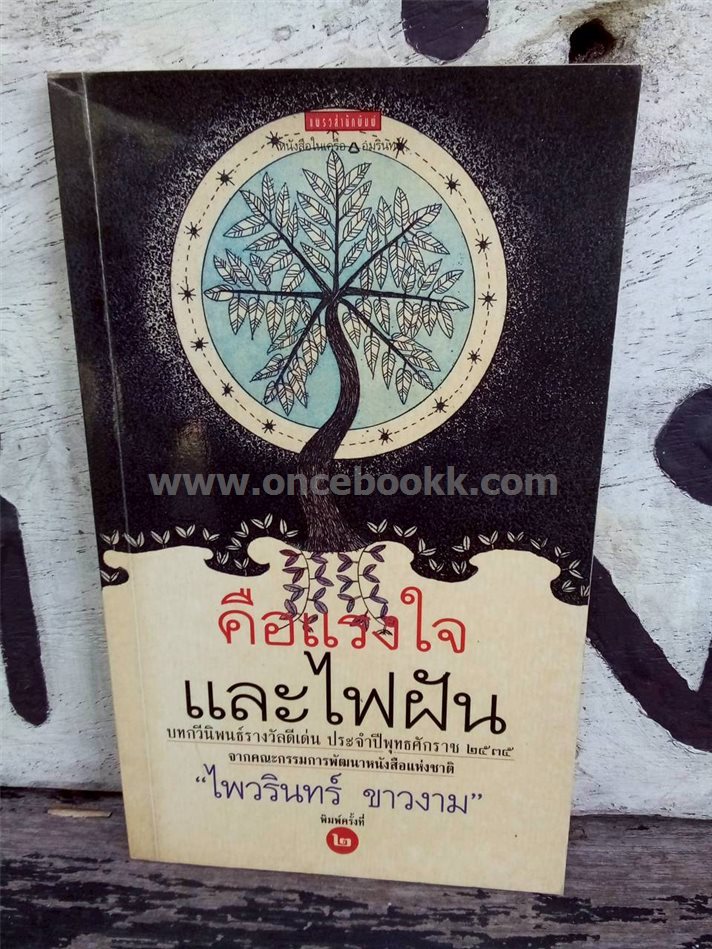 แพรวสำนักพิมพ์
หนังสือในเครือ อมรินทร์
www.oncebookk.com
คือแรงใจ
และไฟฝัน
บทกวีนิพนธ์รางวัลดีเด่น ประจำปีพุทธศักราช ๒๕๓๕
จากคณะกรรมการพัฒนาหนังสือแห่งชาติ
“ไพวรินทร์ ขาวงาม”
พิมพ์ครั้งที่
๒